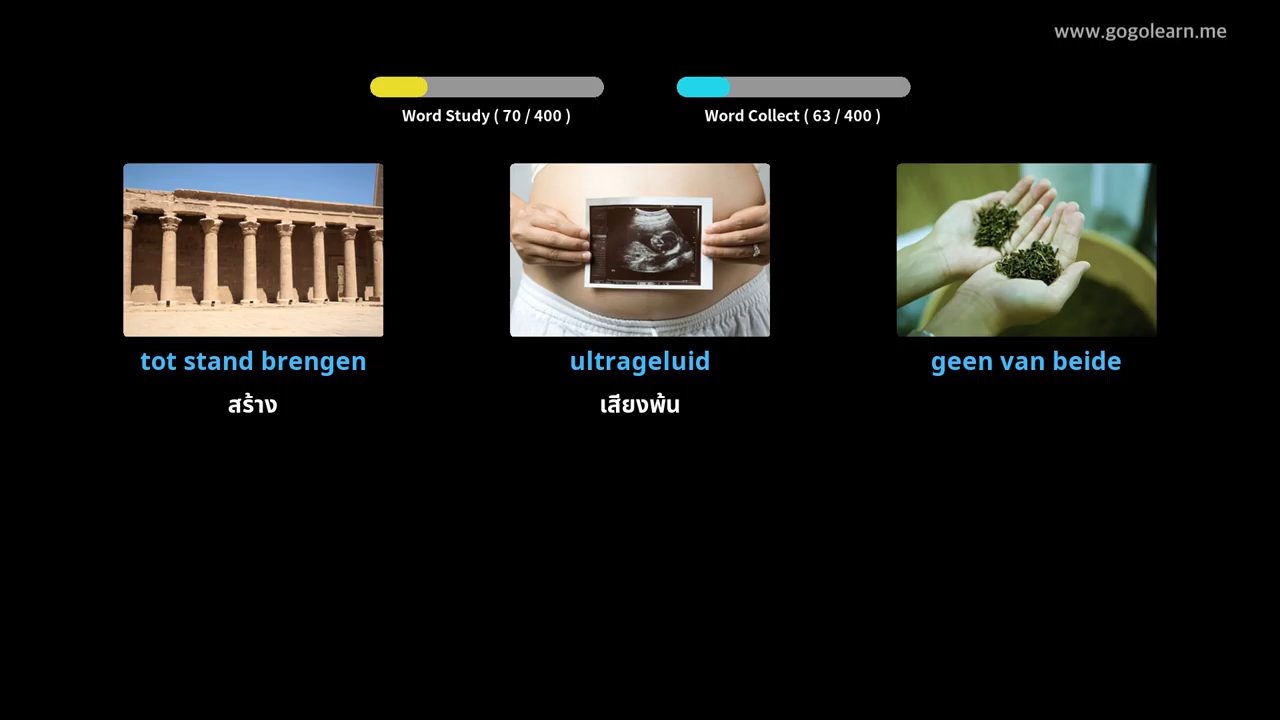 www.gogolearn.me
Word Study ( 70 / 400 )
Word Collect ( 63 / 400 )
tot stand brengen
ultrageluid
geen van beide
สร้าง
เสียงพ้น